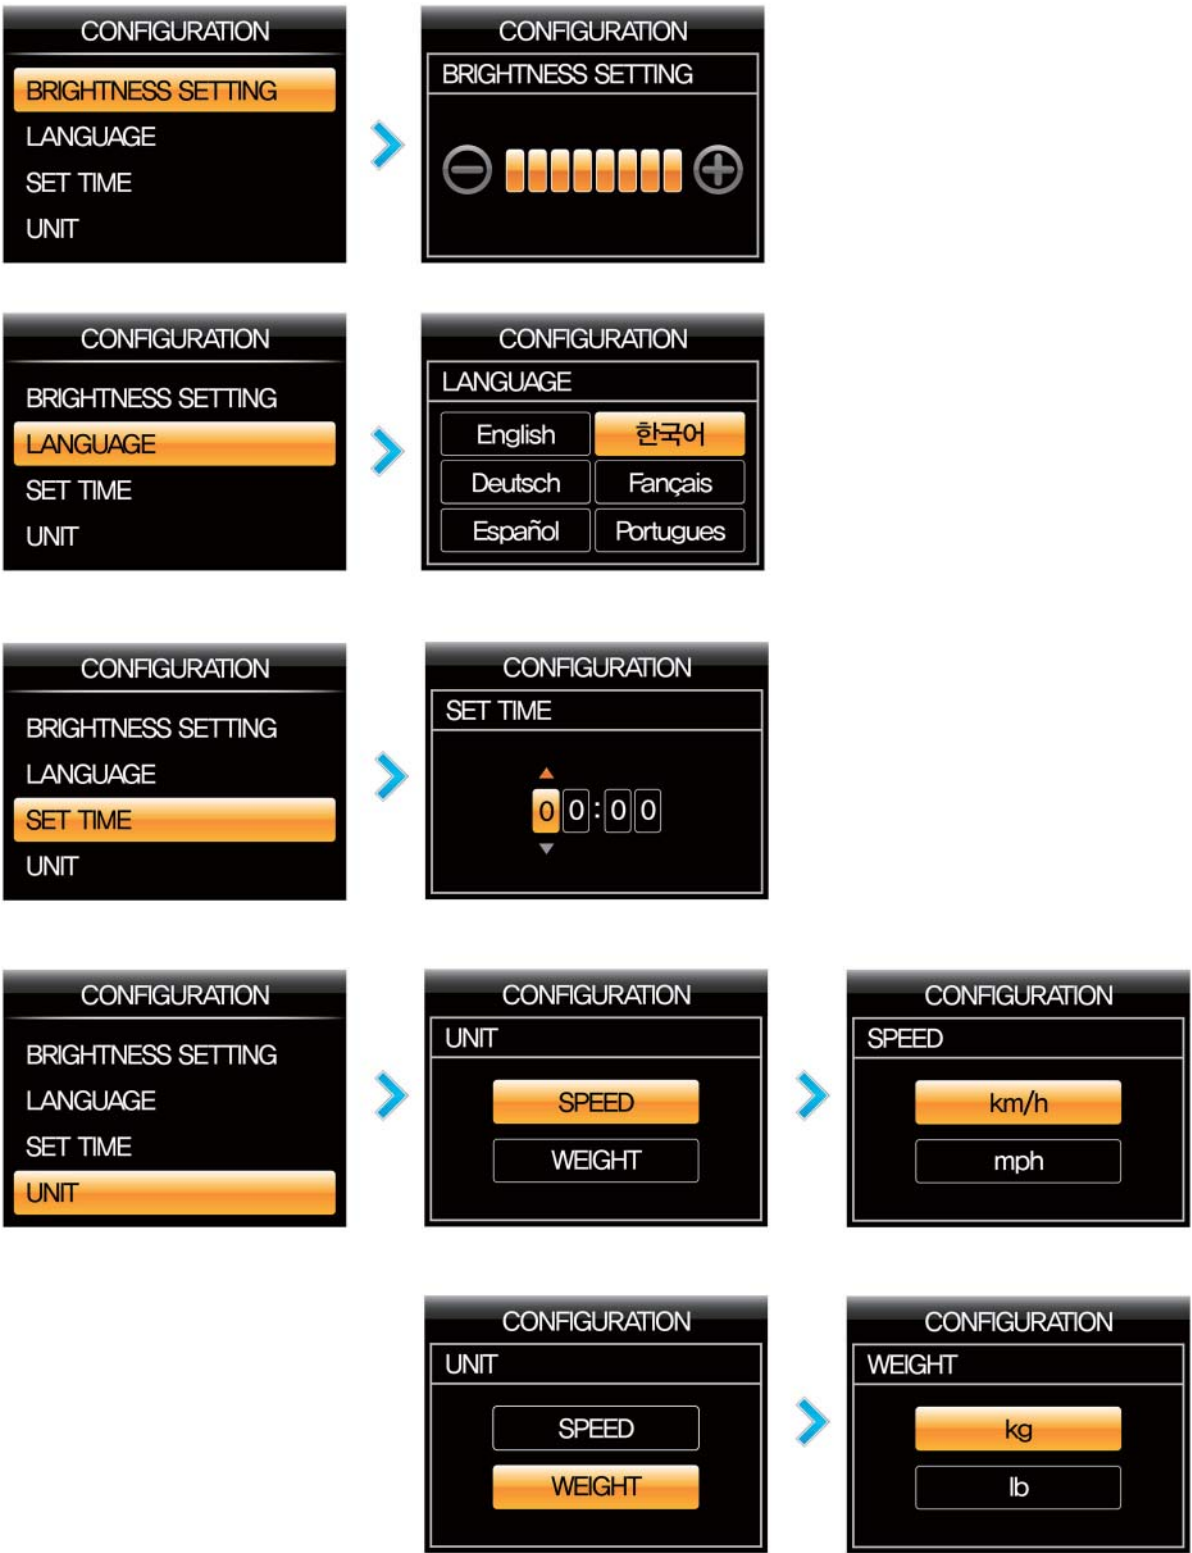 CONFIGURATION
BRIGHTNESS SETTING
LANGUAGE
SET TIME
UNIT
CONFIGURATION
BRIGHTNESS SETTING
CONFIGURATION
BRIGHTNESS SETTING
LANGUAGE
SET TIME
UNIT
CONFIGURATION
LANGUAGE
English 한국어
Deutsch Fançais
Español Portugues
CONFIGURATION
BRIGHTNESS SETTING
LANGUAGE
SET TIME
UNIT
CONFIGURATION
SET TIME
00:00
CONFIGURATION
BRIGHTNESS SETTING
LANGUAGE
SET TIME
UNIT
CONFIGURATION
UNIT
SPEED
WEIGHT
CONFIGURATION
SPEED
km/h
mph
CONFIGURATION
UNIT
SPEED
WEIGHT
CONFIGURATION
WEIGHT
kg
lb